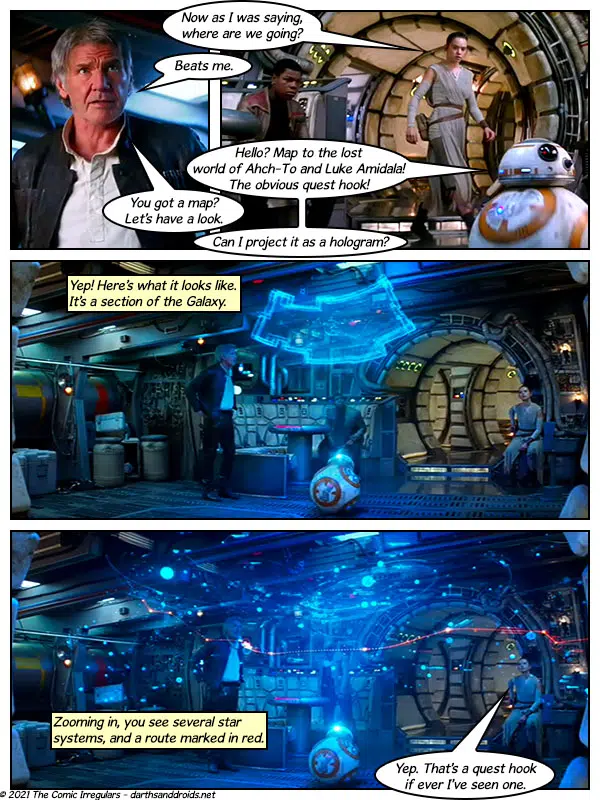 Now as I was saying,
where are we going?
Beats me.
Hello? Map to the lost
world of Ahch-To and Luke Amidala!
The obvious quest hook!
You got a map?
Let's have a look.
Can I project it as a hologram?
Yep! Here's what it looks like.
It's a section of the Galaxy.
Zooming in, you see several star
systems, and a route marked in red.
Yep. That's a quest hook
if ever I've seen one.
© 2021 The Comic Irregulars - darthsanddroids.net